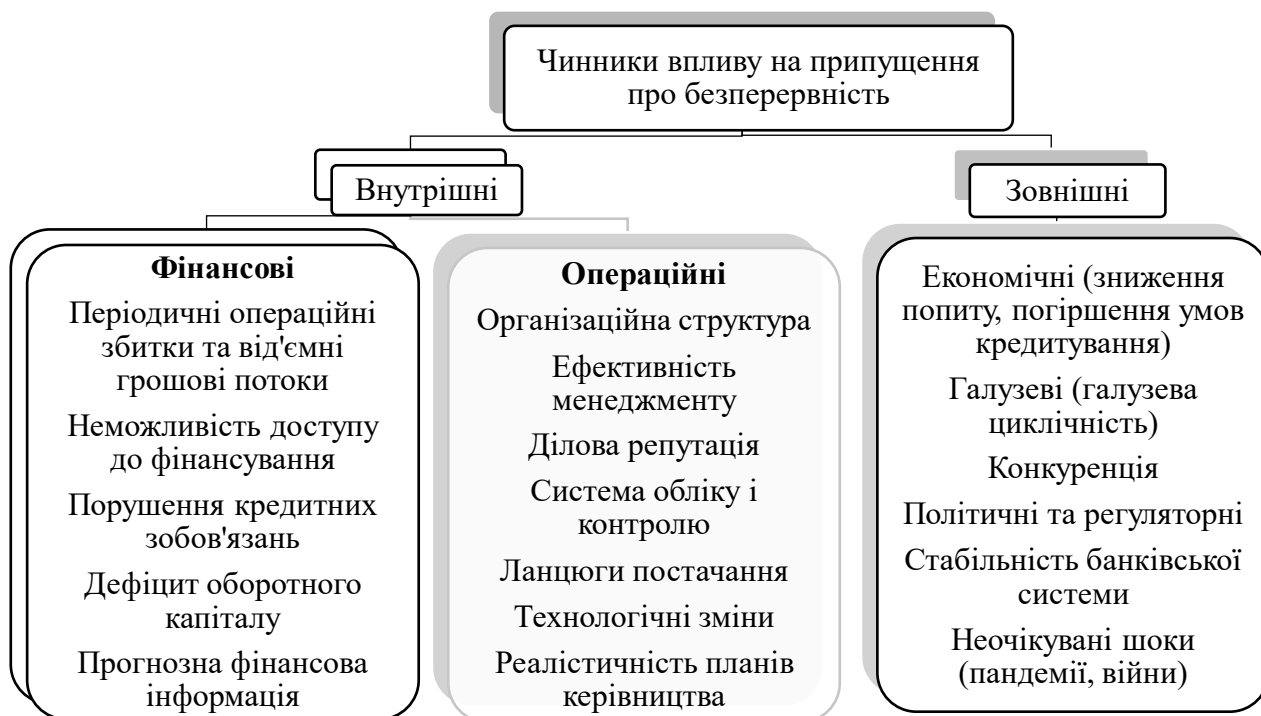 Чинники впливу на припущення
про безперервність
Внутрішні
Зовнішні
Фінансові
Періодичні операційні
збитки та від'ємні
грошові потоки
Неможливість доступу
до фінансування
Порушення кредитних
зобов'язань
Дефіцит оборотного
капіталу
Прогнозна фінансова
інформація
Операційні
Організаційна структура
Ефективність
менеджменту
Ділова репутація
Система обліку і
контролю
Ланцюги постачання
Технологічні зміни
Реалістичність планів
керівництва
Економічні (зниження
попиту, погіршення умов
кредитування)
Галузеві (галузева
циклічність)
Конкуренція
Політичні та регуляторні
Стабільність банківської
системи
Неочікувані шоки
(пандемії, війни)